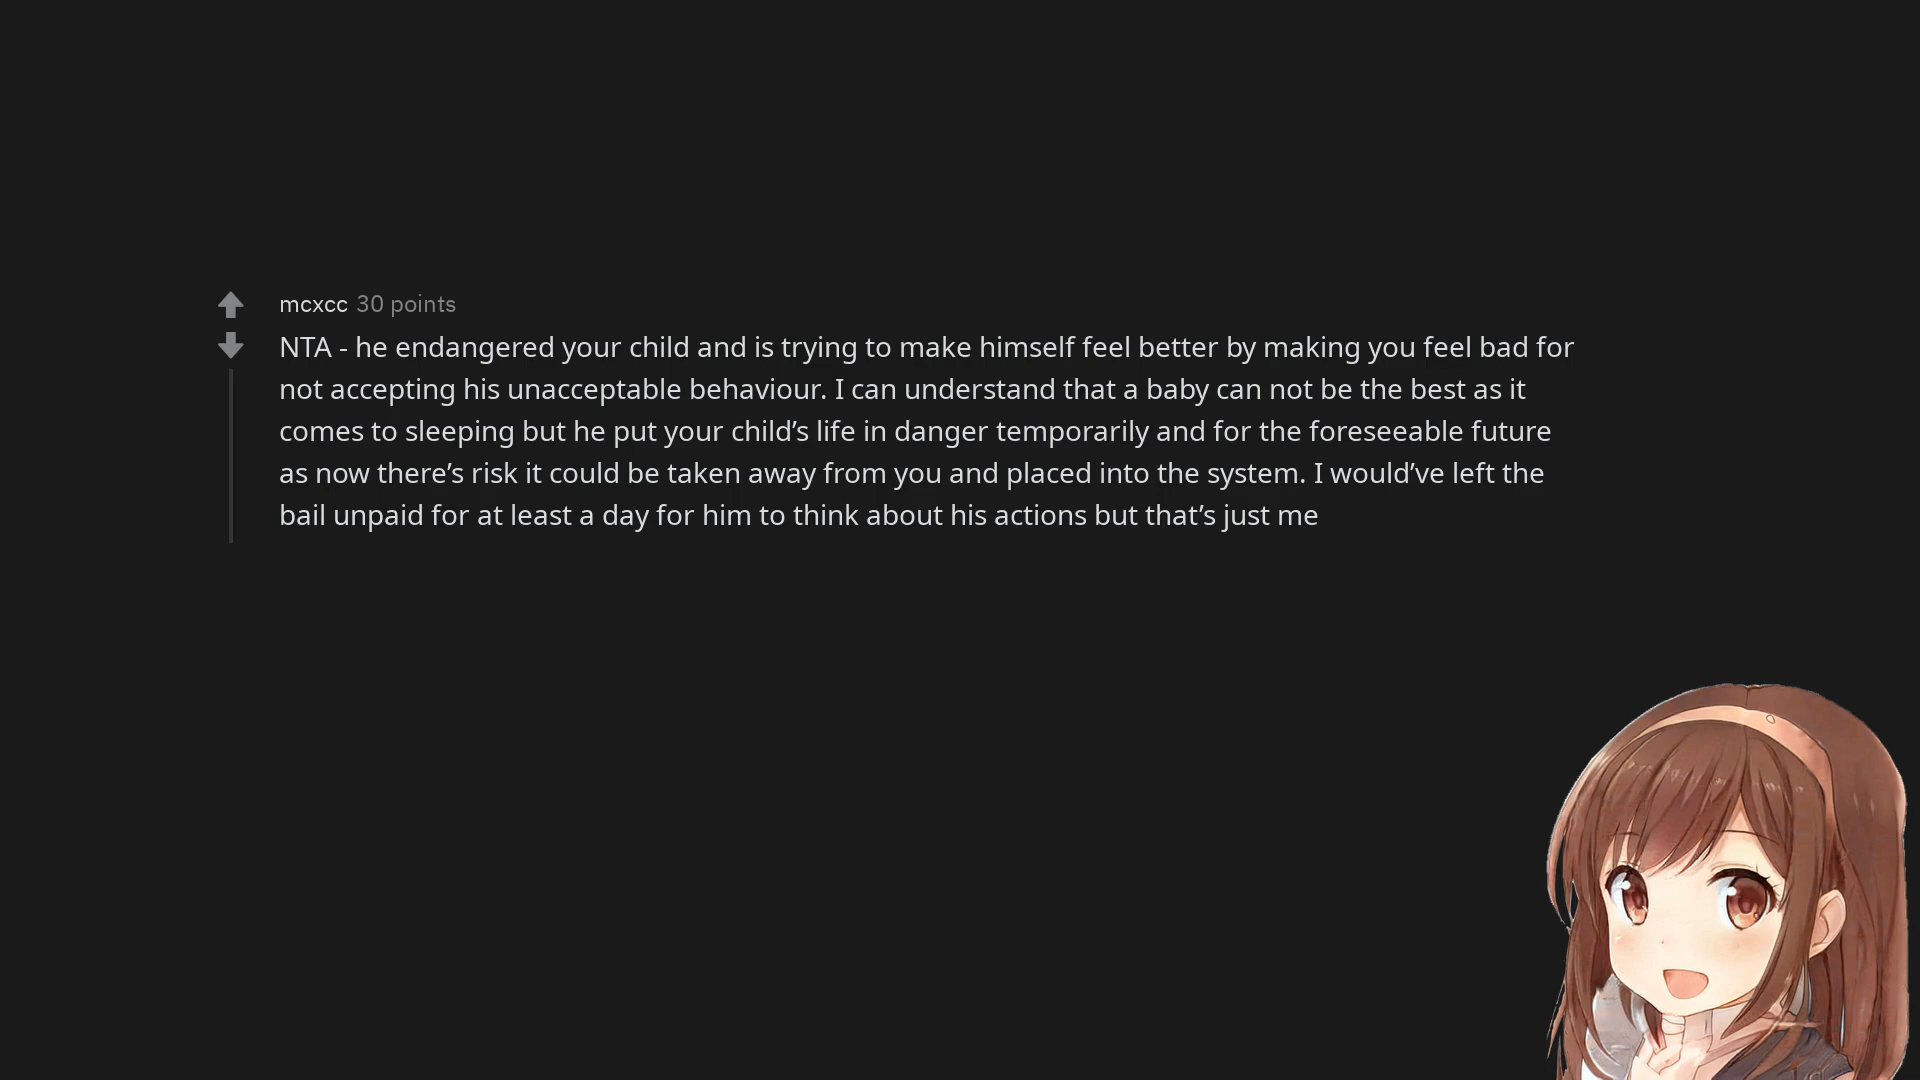 mcxcc 30 points
NTA - he endangered your child and is trying to make himself feel better by making you feel bad for
not accepting his unacceptable behaviour. I can understand that a baby can not be the best as it
comes to sleeping but he put your child’s life in danger temporarily and for the foreseeable future
as now there’s risk it could be taken away from you and placed into the system. I would’ve left the
bail unpaid for at least a day for him to think about his actions but that’s just me